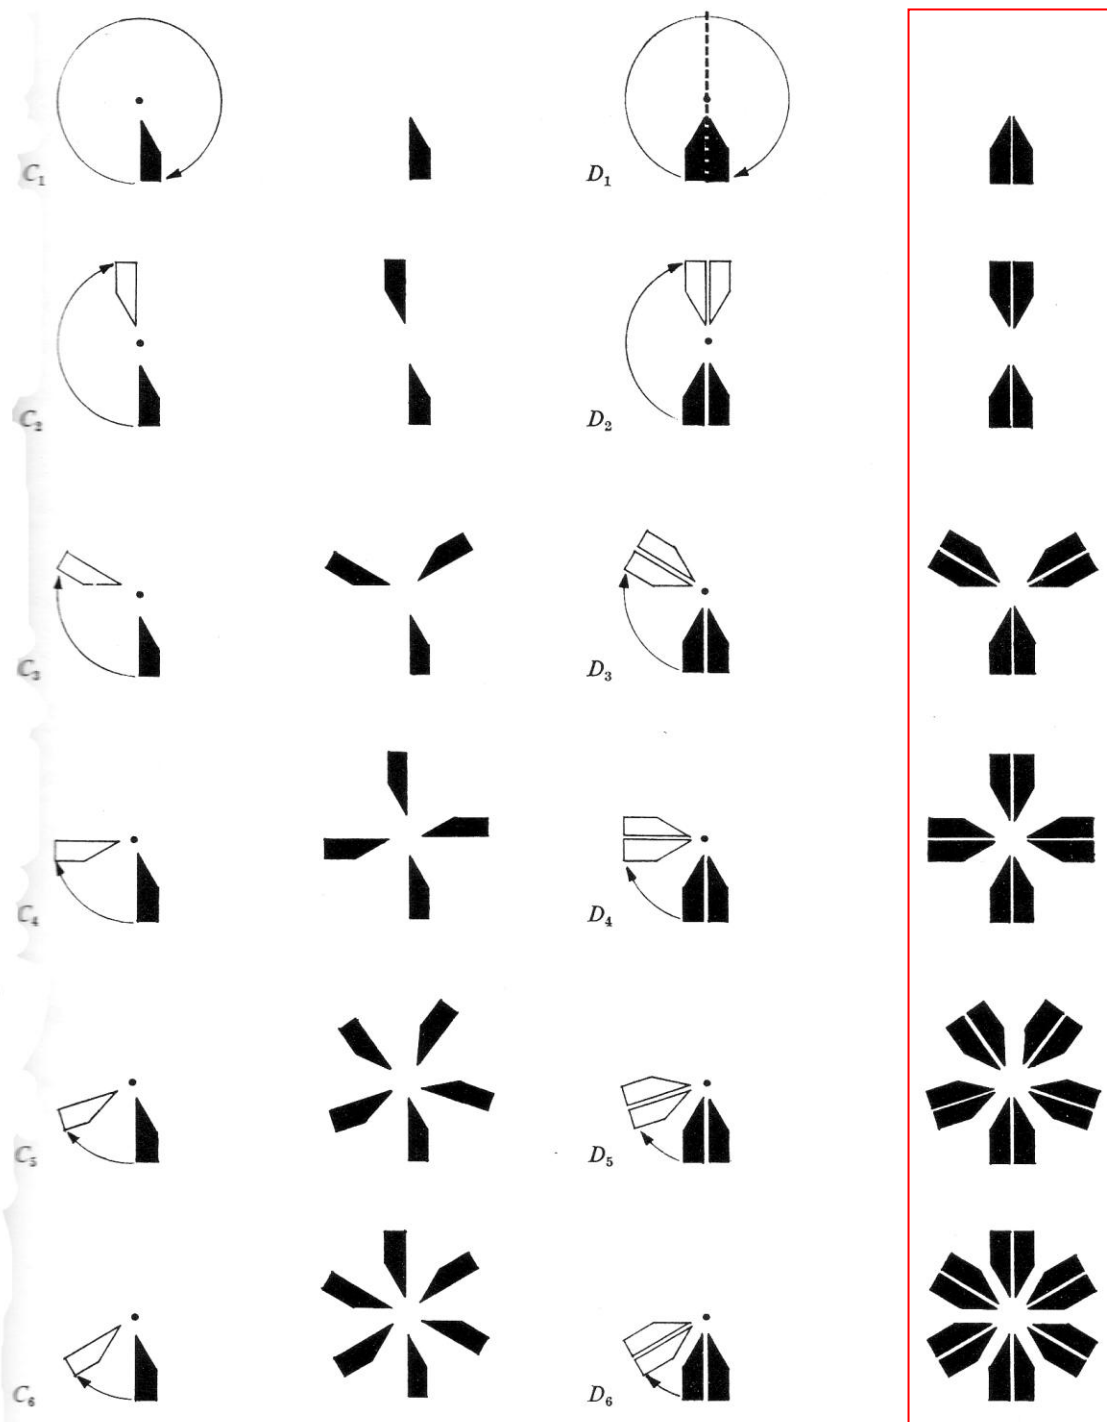 C₁ D₁
C₂ D₂
C₃ D₃
C₄ D₄
C₅ D₅
C₆ D₆